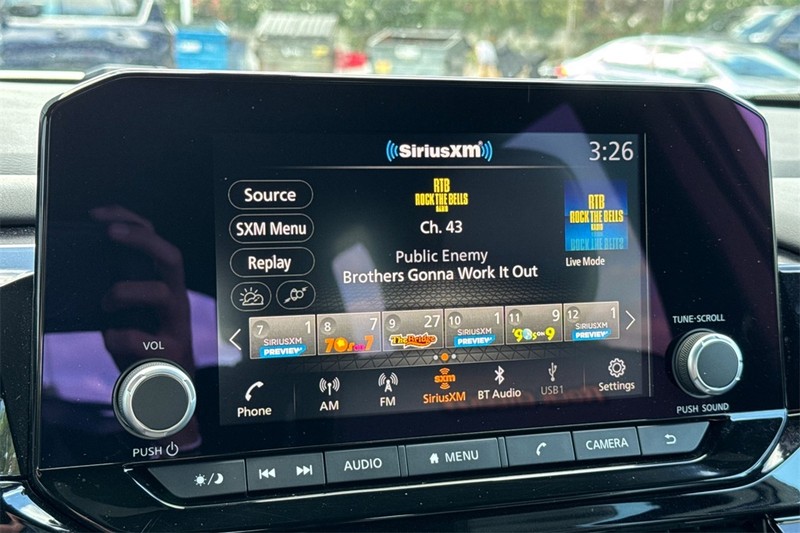 SiriusXM
3:26
Source
SXM Menu
Replay
RTB
ROCK THE BELLS
RADIO
Ch. 43
Public Enemy
Brothers Gonna Work It Out
RTB
ROCK THE BELLS
RADIO
Live Mode
7 1
SIRIUSXM
PREVIEW
8 7
70s on 7
9 27
The Bridge
10 1
SIRIUSXM
PREVIEW
11 9
'90s ON 9
12 1
SIRIUSXM
PREVIEW
Phone
AM
FM
sxm
SiriusXM
BT Audio
USB1
Settings
VOL
PUSH
TUNE·SCROLL
PUSH SOUND
AUDIO
MENU
CAMERA